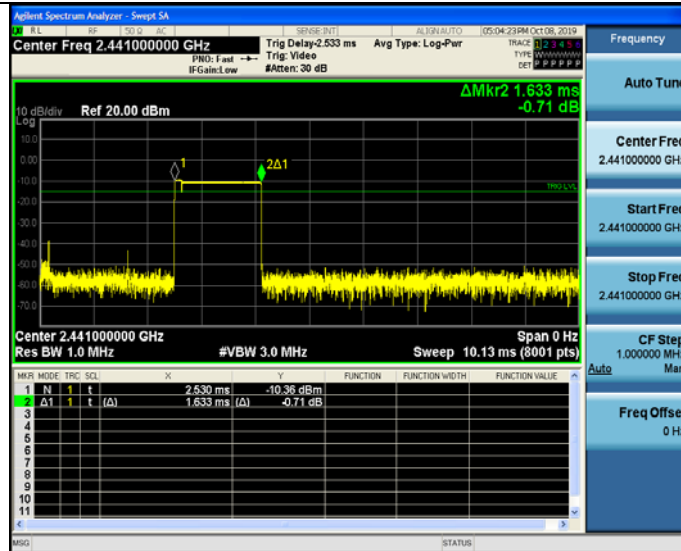 Agilent Spectrum Analyzer - Swept SA
RL RF 50 Ω AC SENSE:INT ALIGN AUTO 05:04:23 PM Oct 08, 2019
Center Freq 2.441000000 GHz
PNO: Fast
IFGain:Low
Trig Delay-2.533 ms
Trig: Video
#Atten: 30 dB
Avg Type: Log-Pwr
TRACE 1 2 3 4 5 6
TYPE WWWWWW
DET P P P P P P
ΔMkr2 1.633 ms
-0.71 dB
10 dB/div Ref 20.00 dBm
Log
10.0
0.00
-10.0
-20.0
-30.0
-40.0
-50.0
-60.0
-70.0
1
2Δ1
TRIG LVL
Center 2.441000000 GHz Span 0 Hz
Res BW 1.0 MHz #VBW 3.0 MHz Sweep 10.13 ms (8001 pts)
MKR MODE TRC SCL X Y FUNCTION FUNCTION WIDTH FUNCTION VALUE
1 N 1 t 2.530 ms -10.36 dBm
2 Δ1 1 t (Δ) 1.633 ms (Δ) -0.71 dB
3
4
5
6
7
8
9
10
11
MSG STATUS
Frequency
Auto Tune
Center Freq
2.441000000 GHz
Start Freq
2.441000000 GHz
Stop Freq
2.441000000 GHz
CF Step
1.000000 MHz
Auto Man
Freq Offset
0 Hz